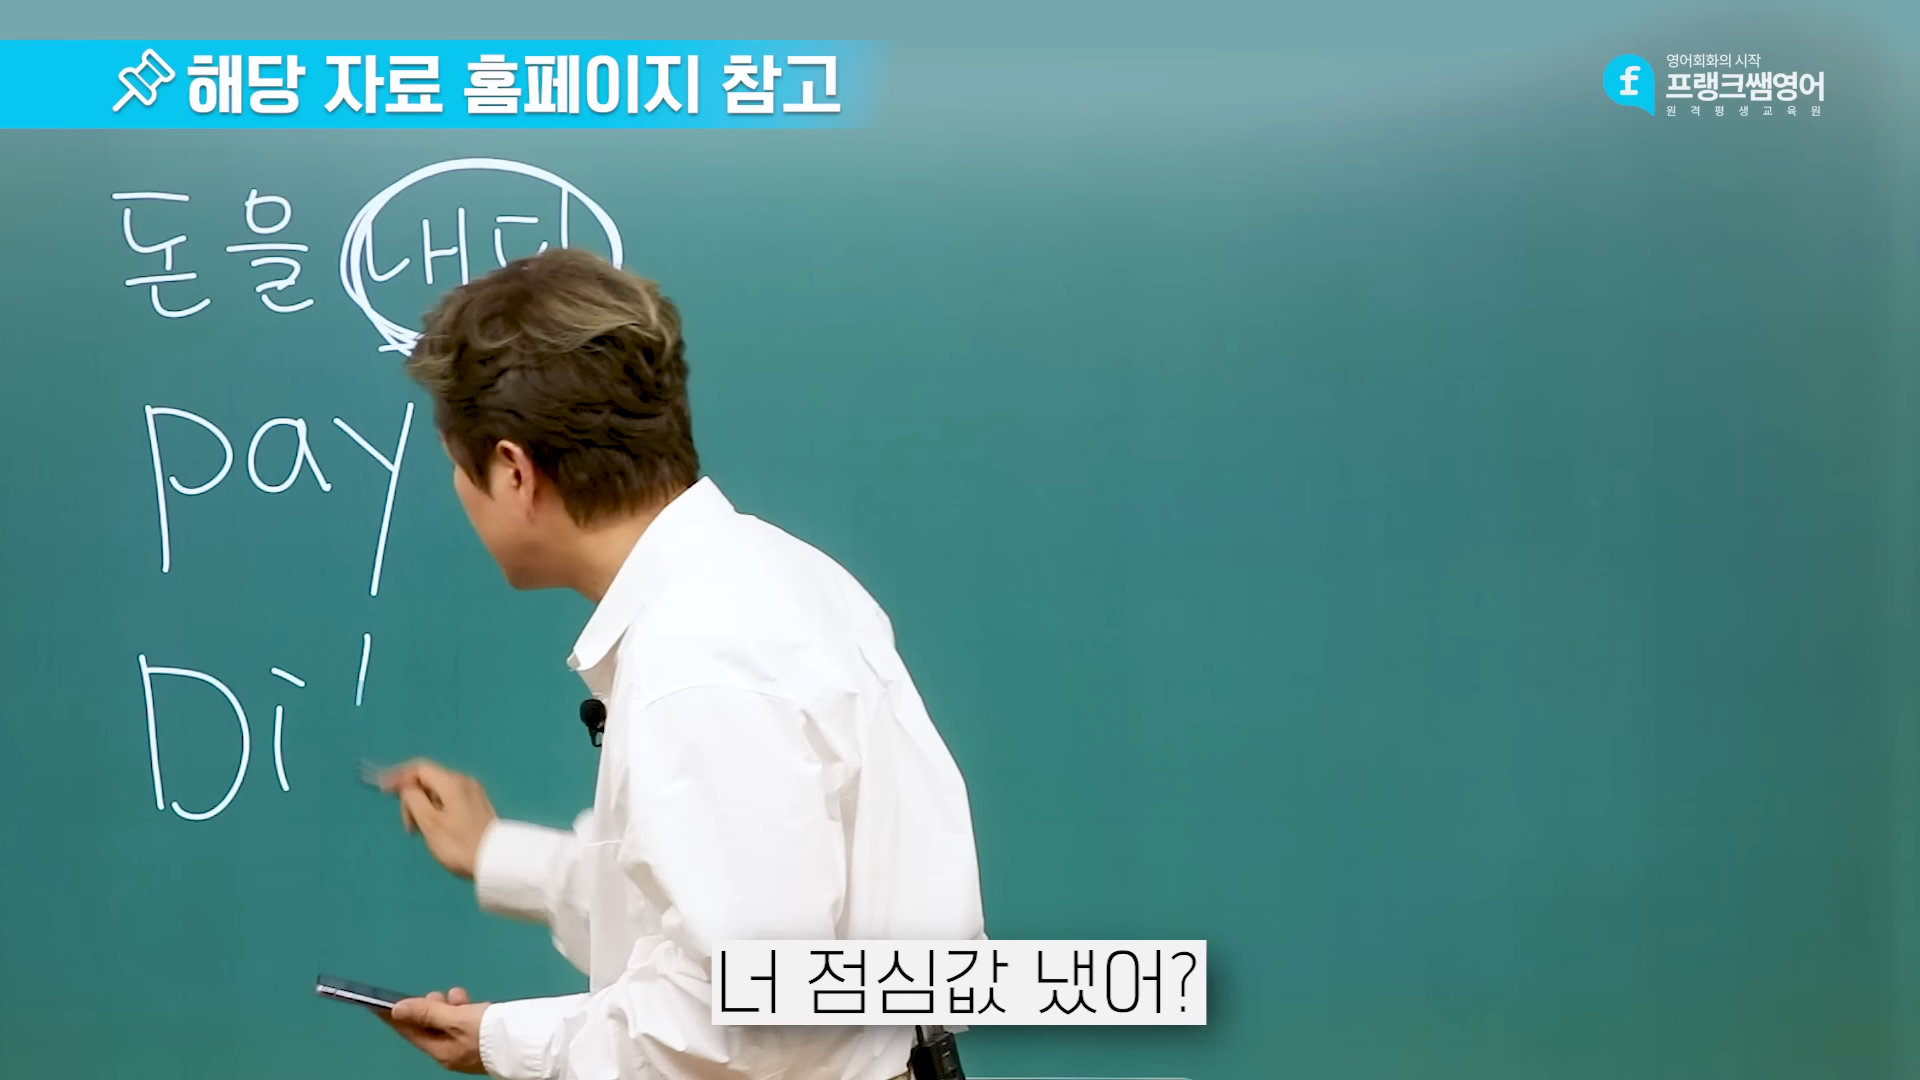 해당 자료 홈페이지 참고
영어회화의 시작
프랭크쌤영어
원격평생교육원
돈을 내다
pay
Di
너 점심값 냈어?